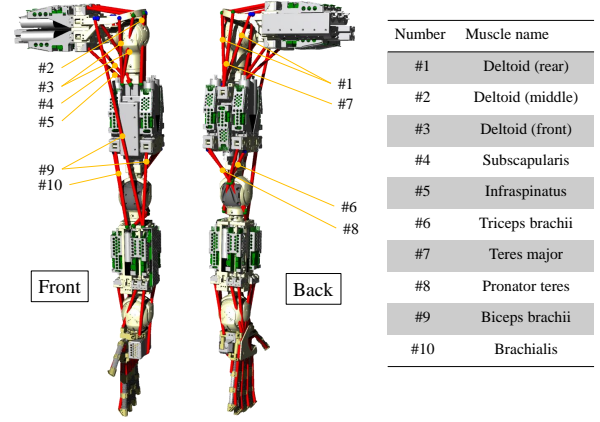 #2
#3
#4
#5
#9
#10
Front
#1
#7
#6
#8
Back
Number Muscle name
#1 Deltoid (rear)
#2 Deltoid (middle)
#3 Deltoid (front)
#4 Subscapularis
#5 Infraspinatus
#6 Triceps brachii
#7 Teres major
#8 Pronator teres
#9 Biceps brachii
#10 Brachialis